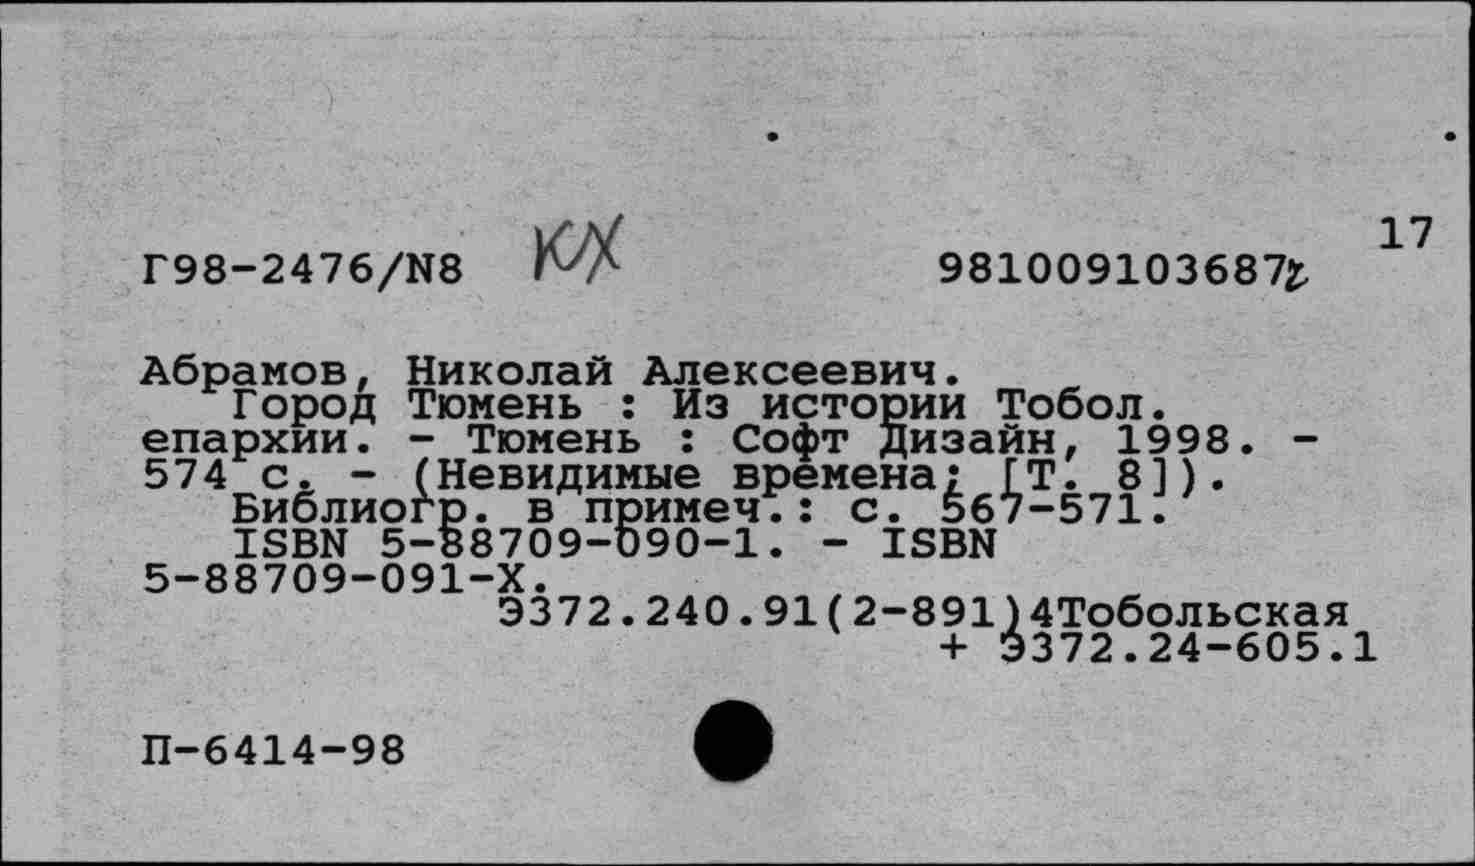 17
Г98-2476/N8 КХ 981009103687
Абрамов, Николай Алексеевич.
Город Тюмень : Из истории Тобол.
епархии. - Тюмень : Софт Дизайн, 1998. -
574 с. - (Невидимые времена; [Т. 8]).
Библиогр. в примеч.: с. 567-571.
ISBN 5-88709-090-1. - ISBN
5-88709-091-X.
Э372.240.91(2-891)4Тобольская
+ Э372.24-605.1
П-6414-98